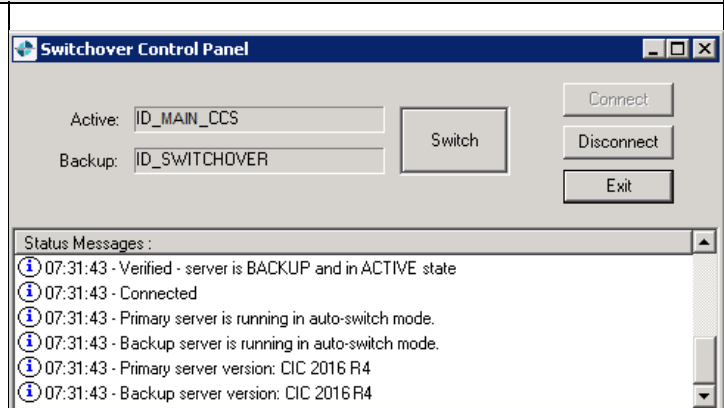 Switchover Control Panel
Connect
Active: ID_MAIN_CCS
Switch
Disconnect
Backup: ID_SWITCHOVER
Exit
Status Messages :
07:31:43 - Verified - server is BACKUP and in ACTIVE state
07:31:43 - Connected
07:31:43 - Primary server is running in auto-switch mode.
07:31:43 - Backup server is running in auto-switch mode.
07:31:43 - Primary server version: CIC 2016 R4
07:31:43 - Backup server version: CIC 2016 R4